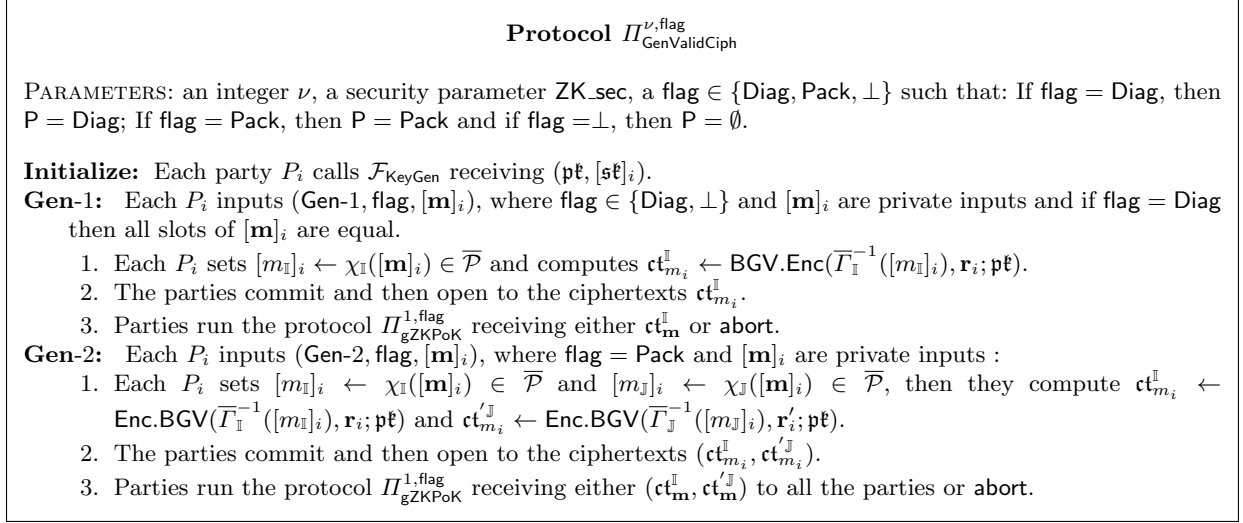 Protocol Π^{ν,flag}_{GenValidCiph}
PARAMETERS: an integer ν, a security parameter ZK_sec, a flag ∈ {Diag, Pack, ⊥} such that: If flag = Diag, then
P = Diag; If flag = Pack, then P = Pack and if flag =⊥, then P = ∅.
Initialize: Each party P_i calls F_{KeyGen} receiving (𝔭𝔨, [𝔰𝔨]_i).
Gen-1: Each P_i inputs (Gen-1, flag, [m]_i), where flag ∈ {Diag, ⊥} and [m]_i are private inputs and if flag = Diag
then all slots of [m]_i are equal.
1. Each P_i sets [m_𝕀]_i ← χ_𝕀([m]_i) ∈ \overline{P} and computes 𝔠𝔱^𝕀_{m_i} ← BGV.Enc(\overline{Γ}_𝕀^{-1}([m_𝕀]_i), r_i; 𝔭𝔨).
2. The parties commit and then open to the ciphertexts 𝔠𝔱^𝕀_{m_i}.
3. Parties run the protocol Π^{1,flag}_{gZKPoK} receiving either 𝔠𝔱^𝕀_m or abort.
Gen-2: Each P_i inputs (Gen-2, flag, [m]_i), where flag = Pack and [m]_i are private inputs :
1. Each P_i sets [m_𝕀]_i ← χ_𝕀([m]_i) ∈ \overline{P} and [m_𝕁]_i ← χ_𝕁([m]_i) ∈ \overline{P}, then they compute 𝔠𝔱^𝕀_{m_i} ←
Enc.BGV(\overline{Γ}_𝕀^{-1}([m_𝕀]_i), r_i; 𝔭𝔨) and 𝔠𝔱'^𝕁_{m_i} ← Enc.BGV(\overline{Γ}_𝕁^{-1}([m_𝕁]_i), r'_i; 𝔭𝔨).
2. The parties commit and then open to the ciphertexts (𝔠𝔱^𝕀_{m_i}, 𝔠𝔱'^𝕁_{m_i}).
3. Parties run the protocol Π^{1,flag}_{gZKPoK} receiving either (𝔠𝔱^𝕀_m, 𝔠𝔱'^𝕁_m) to all the parties or abort.